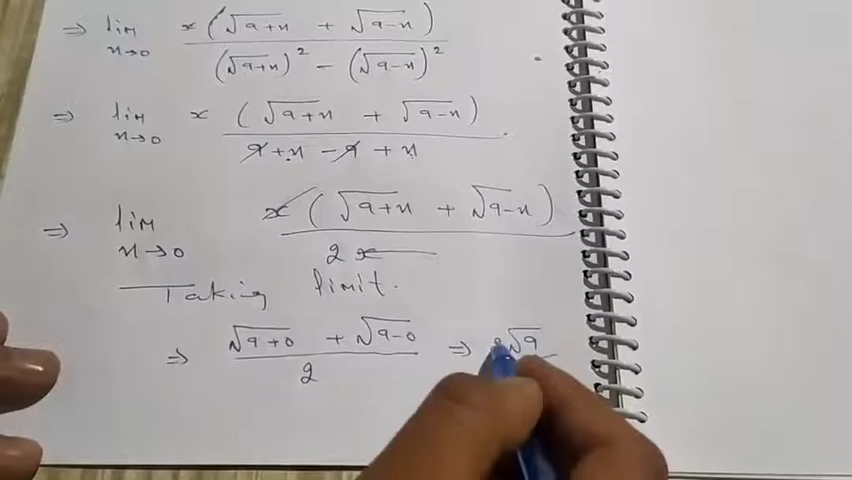 ⇒ lim x→0 x(√(9+x) + √(9-x)) / (√(9+x))² - (√(9-x))²
⇒ lim x→0 x (√(9+x) + √(9-x)) / 9+x-9+x
⇒ lim x→0 x (√(9+x) + √(9-x)) / 2x
Taking limit.
⇒ √(9+0) + √(9-0) / 2 ⇒ 2√9